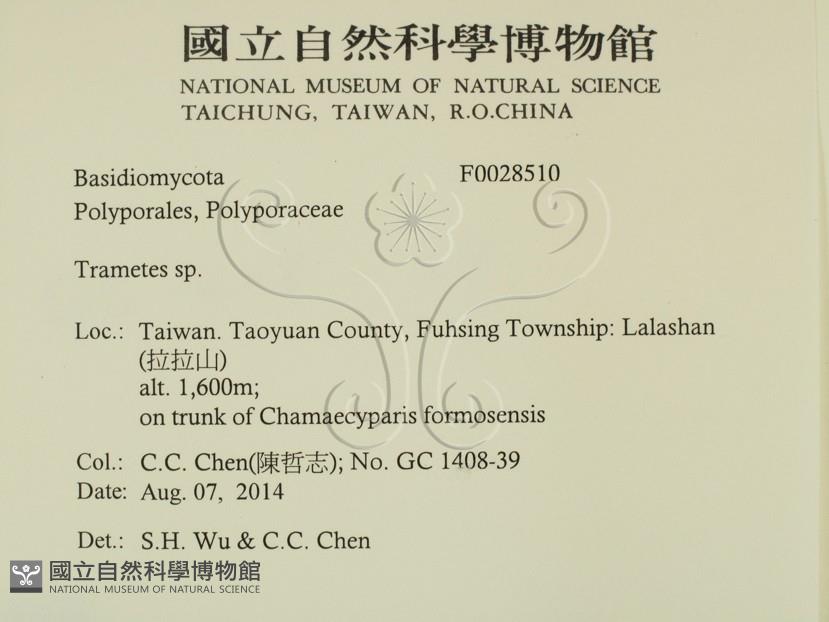 國立自然科學博物館
NATIONAL MUSEUM OF NATURAL SCIENCE
TAICHUNG, TAIWAN, R.O.CHINA
Basidiomycota F0028510
Polyporales, Polyporaceae
Trametes sp.
Loc.: Taiwan. Taoyuan County, Fuhsing Township: Lalashan
(拉拉山)
alt. 1,600m;
on trunk of Chamaecyparis formosensis
Col.: C.C. Chen(陳哲志); No. GC 1408-39
Date: Aug. 07, 2014
Det.: S.H. Wu & C.C. Chen
國立自然科學博物館
NATIONAL MUSEUM OF NATURAL SCIENCE